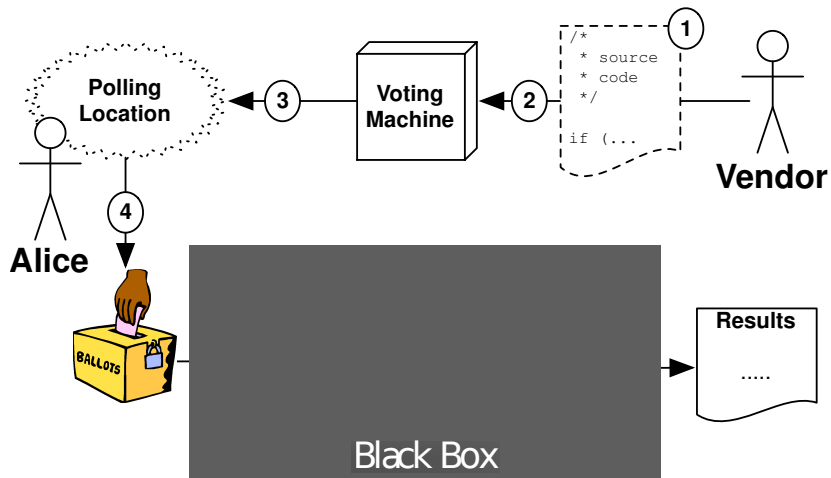 1
/*
* source
* code
*/
if (...
Vendor
2
Voting
Machine
3
Polling
Location
Alice
4
BALLOTS
Black Box
Results
.....